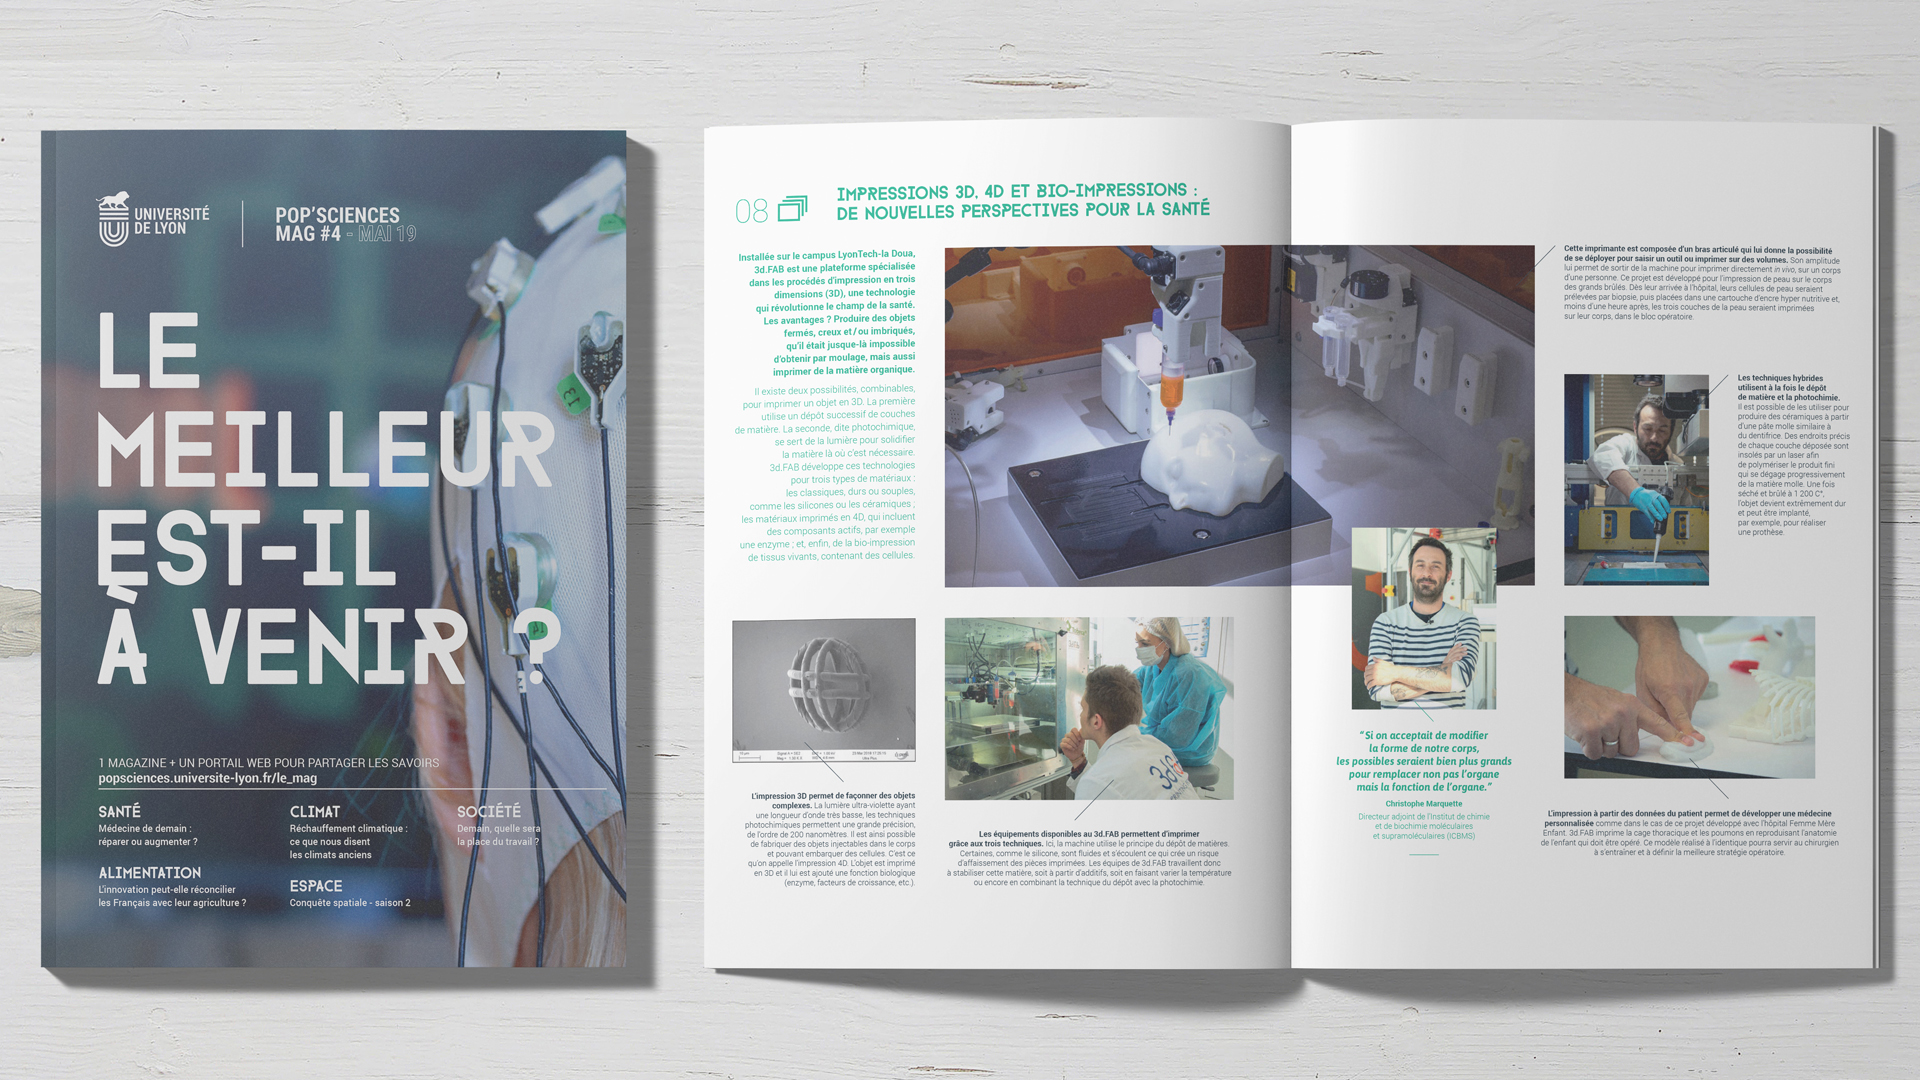 UNIVERSITÉ
DE LYON
POP'SCIENCES
MAG #4 - MAI 19
LE
MEILLEUR
EST-IL
À VENIR ?
1 MAGAZINE + UN PORTAIL WEB POUR PARTAGER LES SAVOIRS
popsciences.universite-lyon.fr/le_mag
SANTÉ
Médecine de demain :
réparer ou augmenter ?
CLIMAT
Réchauffement climatique :
ce que nous disent
les climats anciens
SOCIÉTÉ
Demain, quelle sera
la place du travail ?
ALIMENTATION
L'innovation peut-elle réconcilier
les Français avec leur agriculture ?
ESPACE
Conquête spatiale - saison 2
08
IMPRESSIONS 3D, 4D ET BIO-IMPRESSIONS :
DE NOUVELLES PERSPECTIVES POUR LA SANTÉ
Installée sur le campus LyonTech-la Doua,
3d.FAB est une plateforme spécialisée
dans les procédés d'impression en trois
dimensions (3D), une technologie
qui révolutionne le champ de la santé.
Les avantages ? Produire des objets
fermés, creux et / ou imbriqués,
qu'il était jusque-là impossible
d'obtenir par moulage, mais aussi
imprimer de la matière organique.
Il existe deux possibilités, combinables,
pour imprimer un objet en 3D. La première
utilise un dépôt successif de couches
de matière. La seconde, dite photochimique,
se sert de la lumière pour solidifier
la matière là où c'est nécessaire.
3d.FAB développe ces technologies
pour trois types de matériaux :
les classiques, durs ou souples,
comme les silicones ou les céramiques ;
les matériaux imprimés en 4D, qui incluent
des composants actifs, par exemple
une enzyme ; et, enfin, de la bio-impression
de tissus vivants, contenant des cellules.
L'impression 3D permet de façonner des objets
complexes. La lumière ultra-violette ayant
une longueur d'onde très basse, les techniques
photochimiques permettent une grande précision,
de l'ordre de 200 nanomètres. Il est ainsi possible
de fabriquer des objets injectables dans le corps
et pouvant embarquer des cellules. C'est ce
qu'on appelle l'impression 4D. L'objet est imprimé
en 3D et il lui est ajouté une fonction biologique
(enzyme, facteurs de croissance, etc.).
3d.FAB
Les équipements disponibles au 3d.FAB permettent d'imprimer
grâce aux trois techniques. Ici, la machine utilise le principe du dépôt de matières.
Certaines, comme le silicone, sont fluides et s'écoulent ce qui crée un risque
d'affaissement des pièces imprimées. Les équipes de 3d.FAB travaillent donc
à stabiliser cette matière, soit à partir d'additifs, soit en faisant varier la température
ou encore en combinant la technique du dépôt avec la photochimie.
Cette imprimante est composée d'un bras articulé qui lui donne la possibilité
de se déployer pour saisir un outil ou imprimer sur des volumes. Son amplitude
lui permet de sortir de la machine pour imprimer directement in vivo, sur un corps
d'une personne. Ce projet est développé pour l'impression de peau sur le corps
des grands brûlés. Dès leur arrivée à l'hôpital, leurs cellules de peau seraient
prélevées par biopsie, puis placées dans une cartouche d'encre hyper nutritive et,
moins d'une heure après, les trois couches de la peau seraient imprimées
sur leur corps, dans le bloc opératoire.
Les techniques hybrides
utilisent à la fois le dépôt
de matière et la photochimie.
Il est possible de les utiliser pour
produire des céramiques à partir
d'une pâte molle similaire à
du dentifrice. Des endroits précis
de chaque couche déposée sont
insolés par un laser afin
de polymériser le produit fini
qui se dégage progressivement
de la matière molle. Une fois
séché et brûlé à 1 200 C°,
l'objet devient extrêmement dur
et peut être implanté,
par exemple, pour réaliser
une prothèse.
"Si on acceptait de modifier
la forme de notre corps,
les possibles seraient bien plus grands
pour remplacer non pas l'organe
mais la fonction de l'organe."
Christophe Marquette
Directeur adjoint de l'Institut de chimie
et de biochimie moléculaires
et supramoléculaires (ICBMS)
L'impression à partir des données du patient permet de développer une médecine
personnalisée comme dans le cas de ce projet développé avec l'hôpital Femme Mère
Enfant. 3d.FAB imprime la cage thoracique et les poumons en reproduisant l'anatomie
de l'enfant qui doit être opéré. Ce modèle réalisé à l'identique pourra servir au chirurgien
à s'entraîner et à définir la meilleure stratégie opératoire.